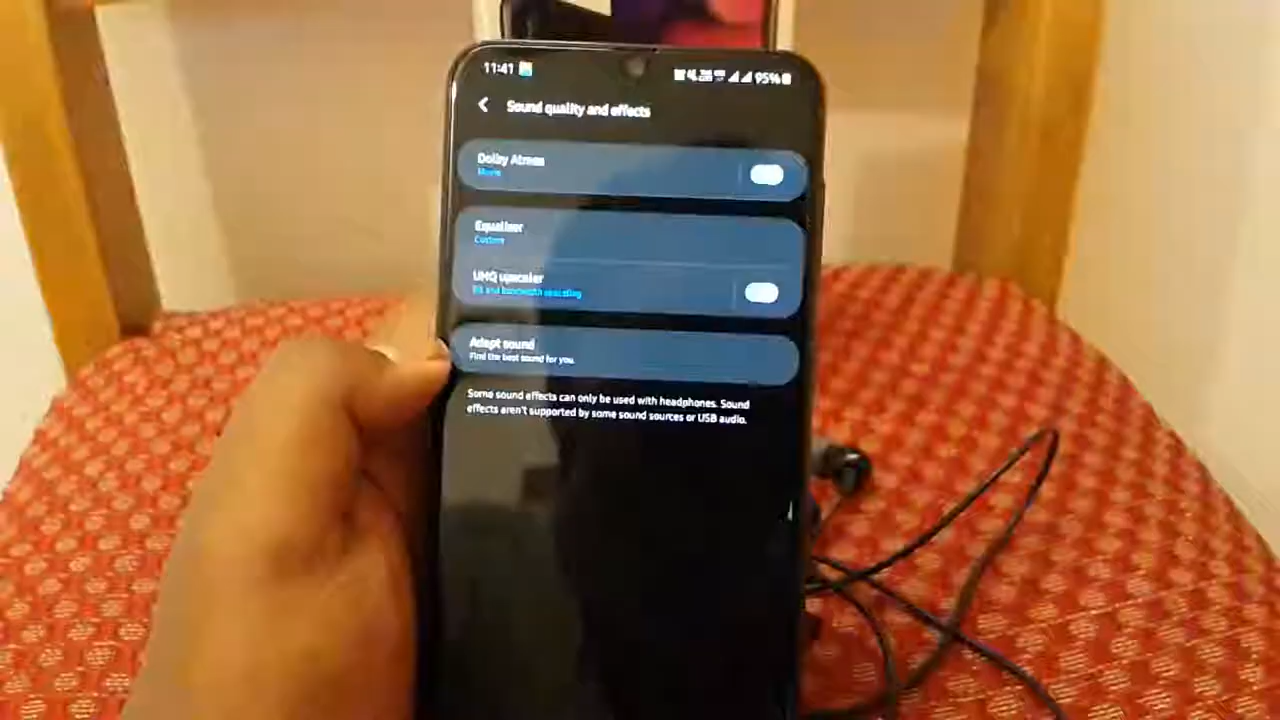 11:41
95%
Sound quality and effects
Dolby Atmos
Movie
Equaliser
Custom
UHQ upscaler
Bit and bandwidth upscaling
Adapt sound
Find the best sound for you.
Some sound effects can only be used with headphones. Sound
effects aren't supported by some sound sources or USB audio.